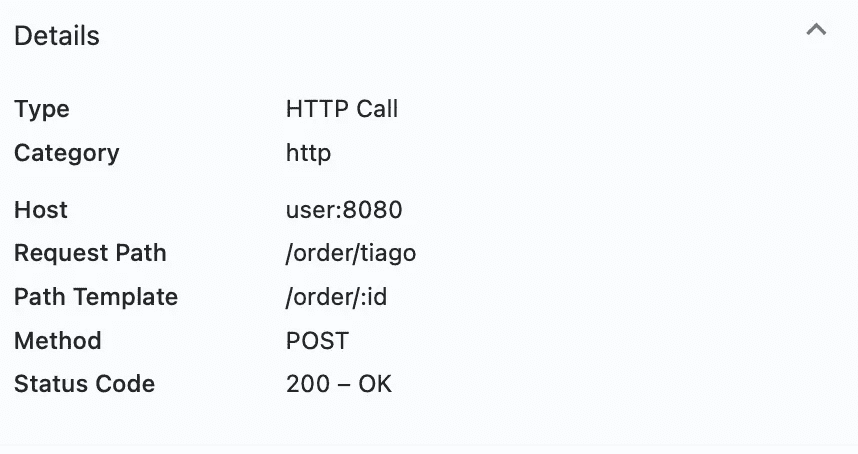 Details
Type HTTP Call
Category http
Host user:8080
Request Path /order/tiago
Path Template /order/:id
Method POST
Status Code 200 – OK